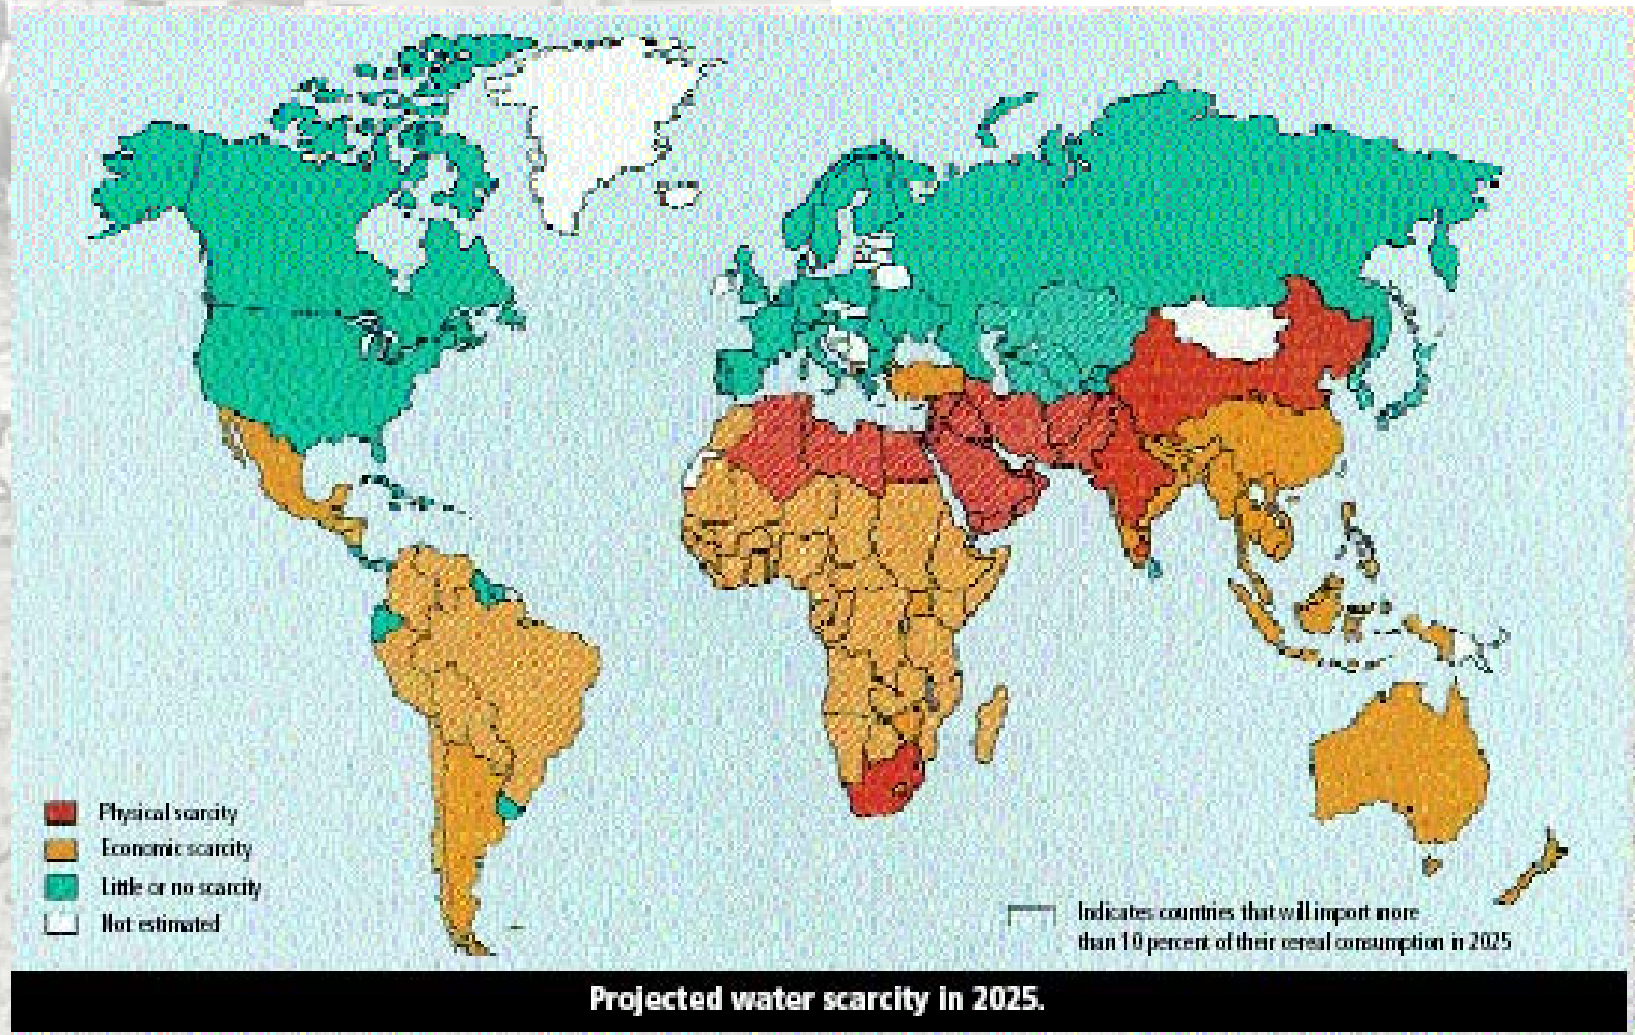 Physical scarcity
Economic scarcity
Little or no scarcity
Not estimated
Indicates countries that will import more
than 10 percent of their cereal consumption in 2025
Projected water scarcity in 2025.